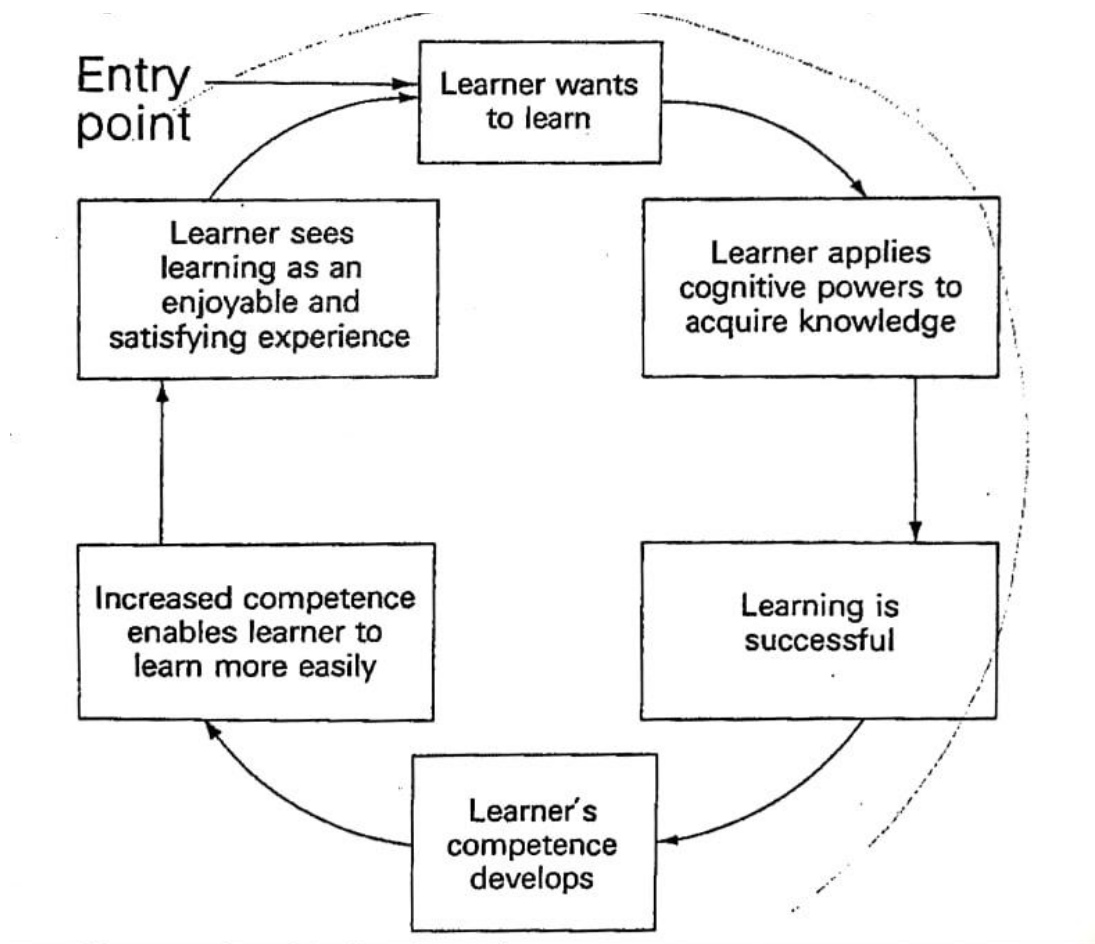 Entry
point
Learner wants
to learn
Learner applies
cognitive powers to
acquire knowledge
Learning is
successful
Learner's
competence
develops
Increased competence
enables learner to
learn more easily
Learner sees
learning as an
enjoyable and
satisfying experience